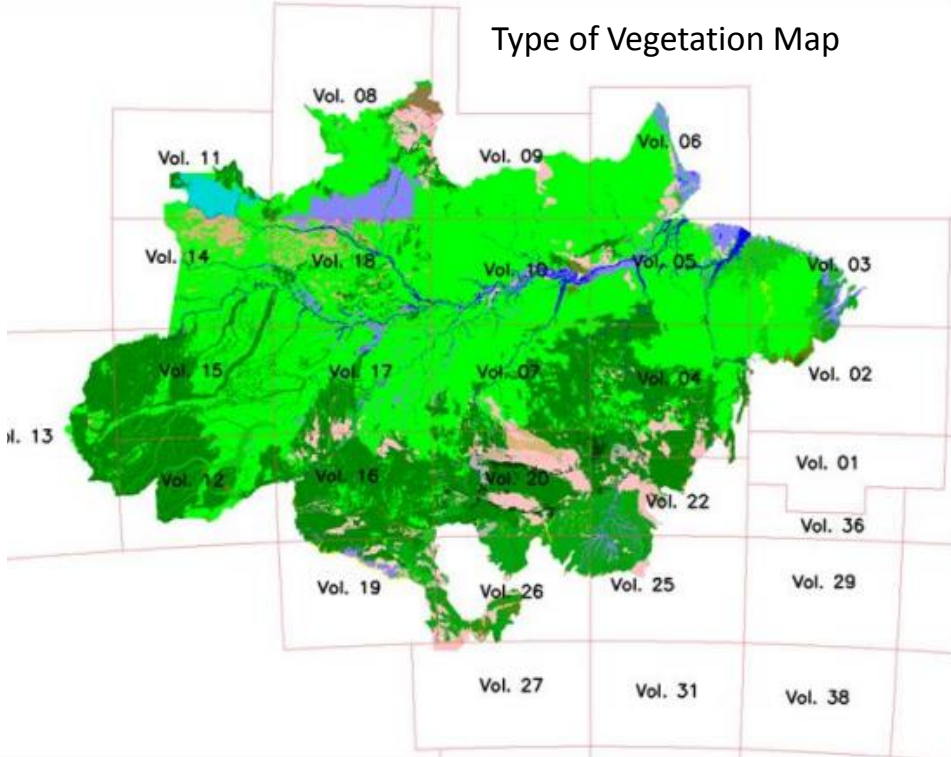 Type of Vegetation Map
Vol. 08
Vol. 06
Vol. 11
Vol. 09
Vol. 14
Vol. 18
Vol. 10
Vol. 05
Vol. 03
Vol. 15
Vol. 17
Vol. 07
Vol. 04
Vol. 02
ol. 13
Vol. 01
Vol. 12
Vol. 16
Vol. 20
Vol. 22
Vol. 36
Vol. 19
Vol. 26
Vol. 25
Vol. 29
Vol. 27
Vol. 31
Vol. 38